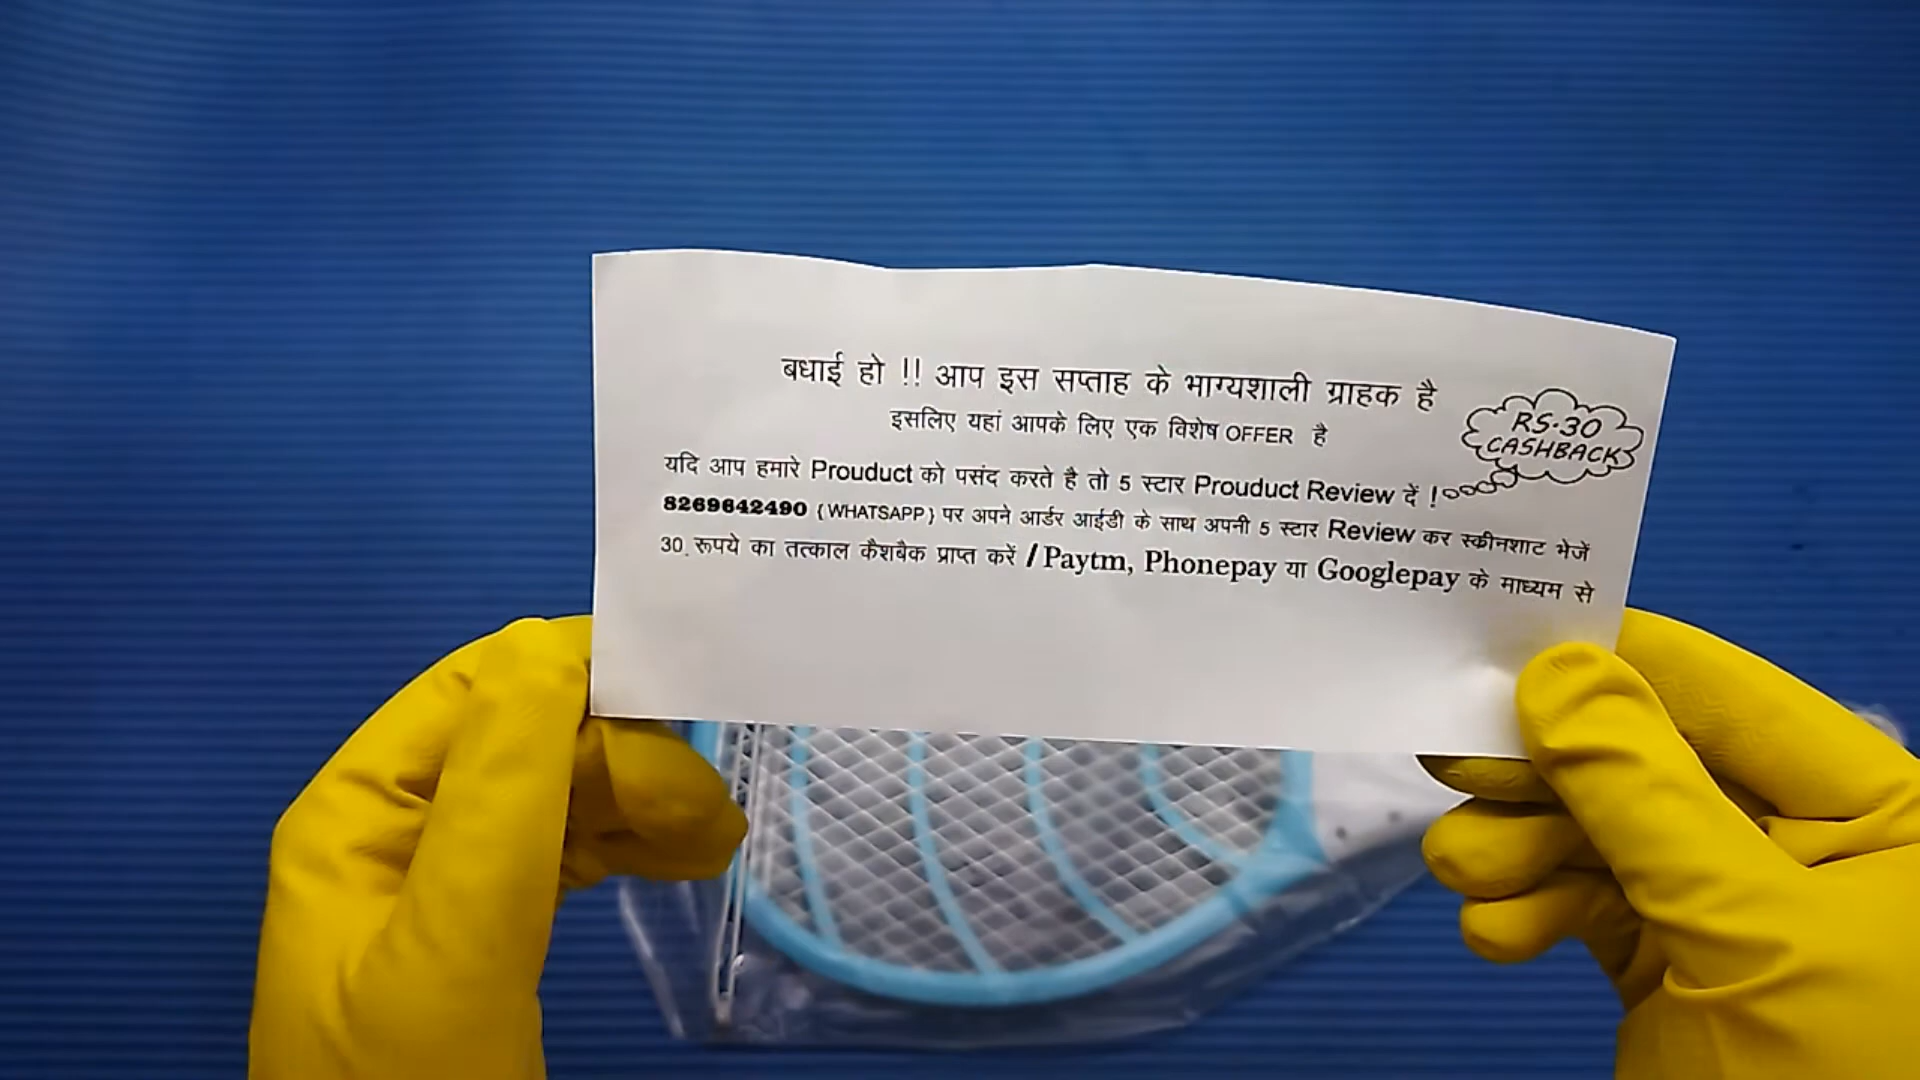 बधाई हो !! आप इस सप्ताह के भाग्यशाली ग्राहक है
इसलिए यहां आपके लिए एक विशेष OFFER है
RS.30
CASHBACK
यदि आप हमारे Prouduct को पसंद करते है तो 5 स्टार Prouduct Review दें !
8269642490 {WHATSAPP} पर अपने आर्डर आईडी के साथ अपनी 5 स्टार Review कर स्क्रीनशाट भेजें
30. रूपये का तत्काल कैशबैक प्राप्त करें / Paytm, Phonepay या Googlepay के माध्यम से